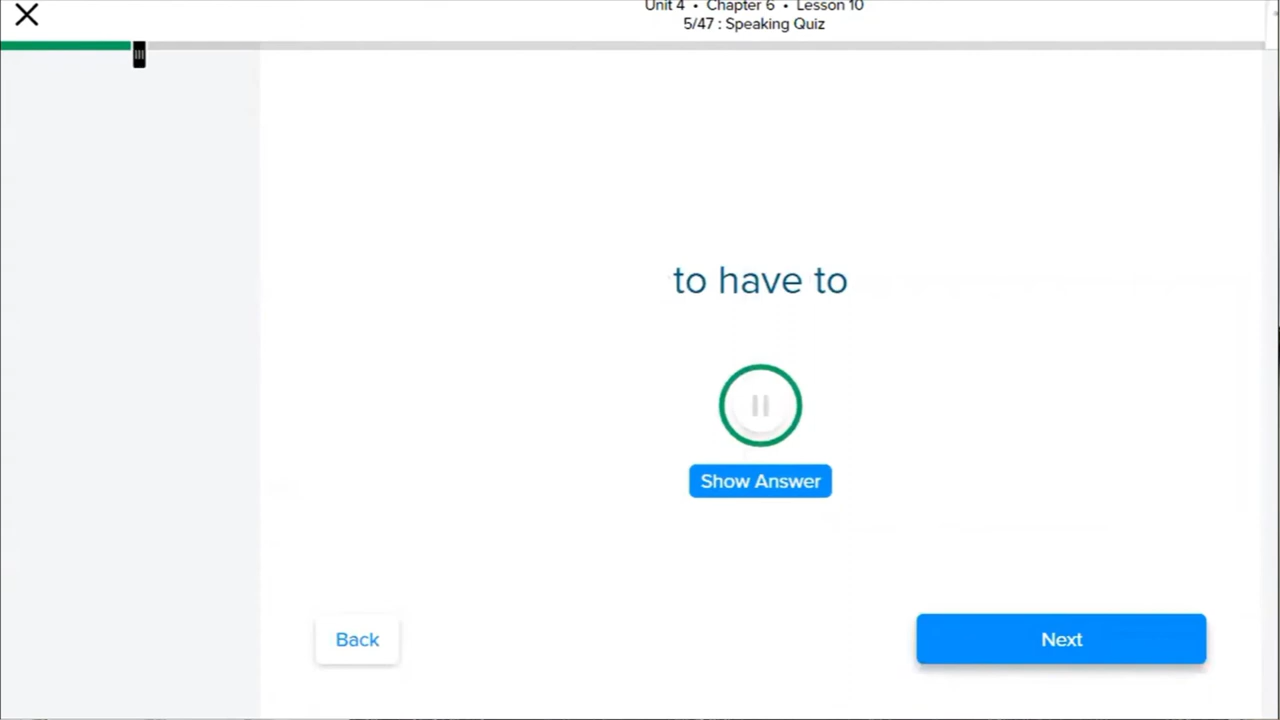 Unit 4 • Chapter 6 • Lesson 10
5/47 : Speaking Quiz
to have to
Show Answer
Back
Next